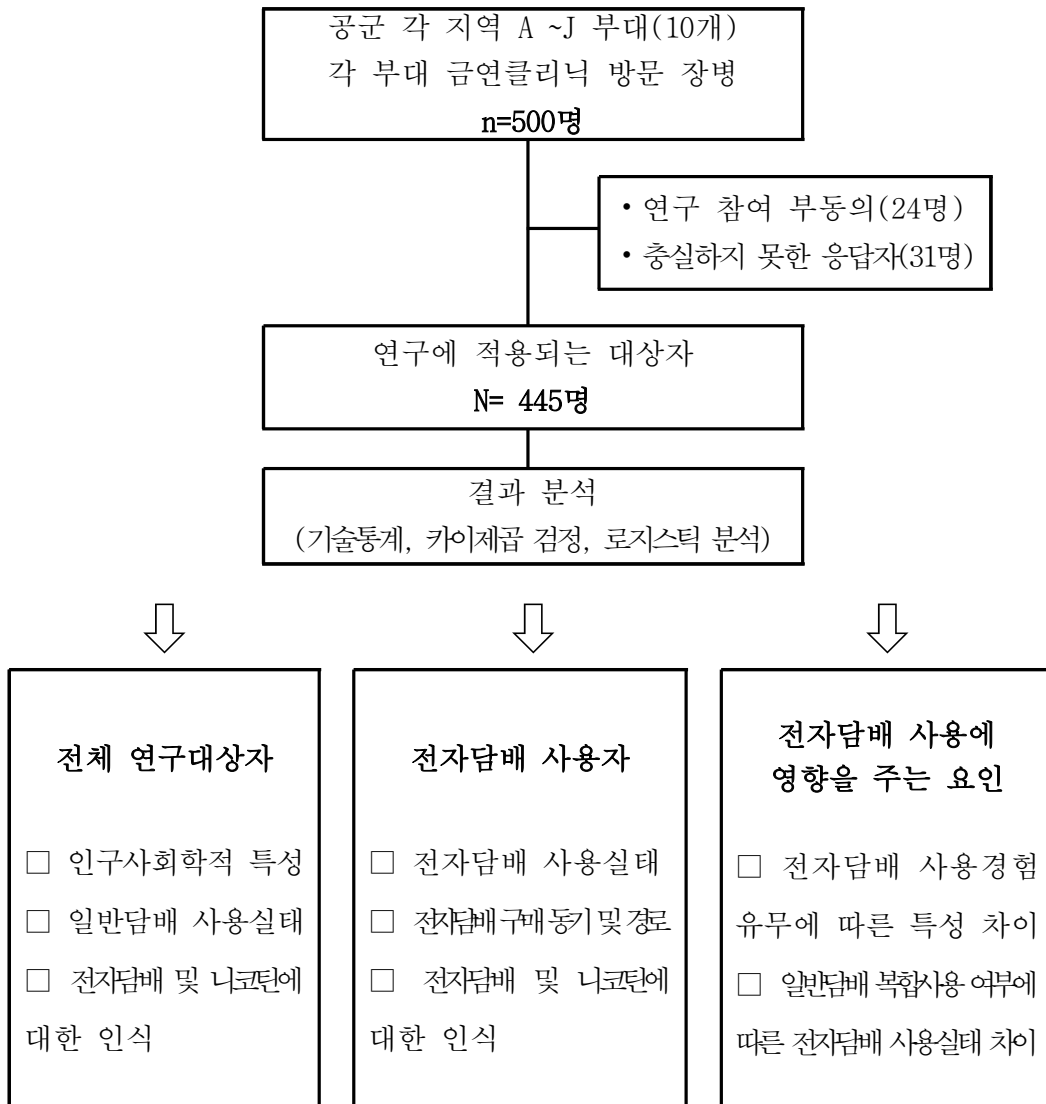 공군 각 지역 A ~J 부대(10개)
각 부대 금연클리닉 방문 장병
n=500명
• 연구 참여 부동의(24명)
• 충실하지 못한 응답자(31명)
연구에 적용되는 대상자
N= 445명
결과 분석
(기술통계, 카이제곱 검정, 로지스틱 분석)
전체 연구대상자
□ 인구사회학적 특성
□ 일반담배 사용실태
□ 전자담배 및 니코틴에
대한 인식
전자담배 사용자
□ 전자담배 사용실태
□ 전자담배 구매 동기 및 경로
□ 전자담배 및 니코틴에
대한 인식
전자담배 사용에
영향을 주는 요인
□ 전자담배 사용경험
유무에 따른 특성 차이
□ 일반담배 복합사용 여부에
따른 전자담배 사용실태 차이